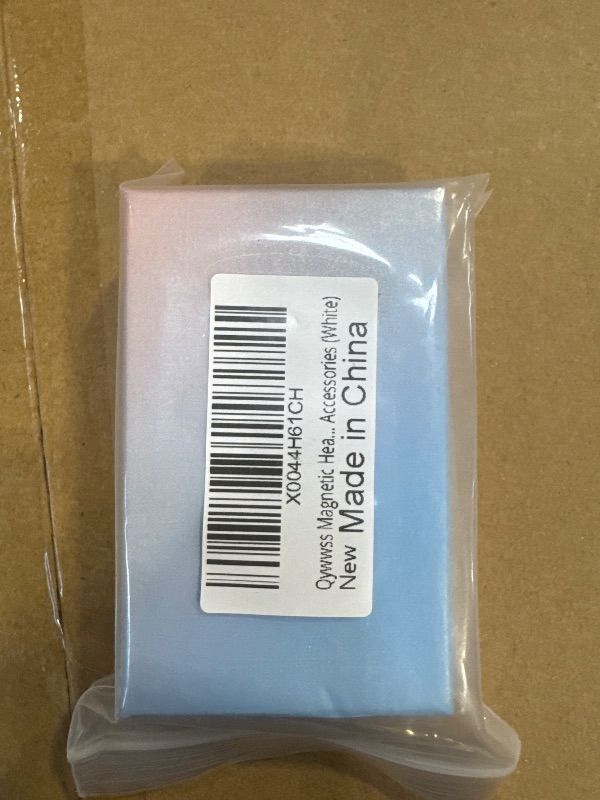 X0044H61CH
Qywwss Magnetic Hea... Accessories (White)
New Made in China